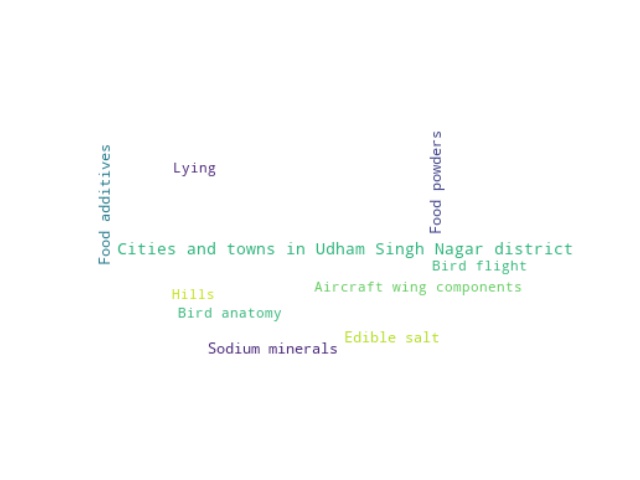 Food additives
Lying
Food powders
Cities and towns in Udham Singh Nagar district
Bird flight
Aircraft wing components
Hills
Bird anatomy
Edible salt
Sodium minerals